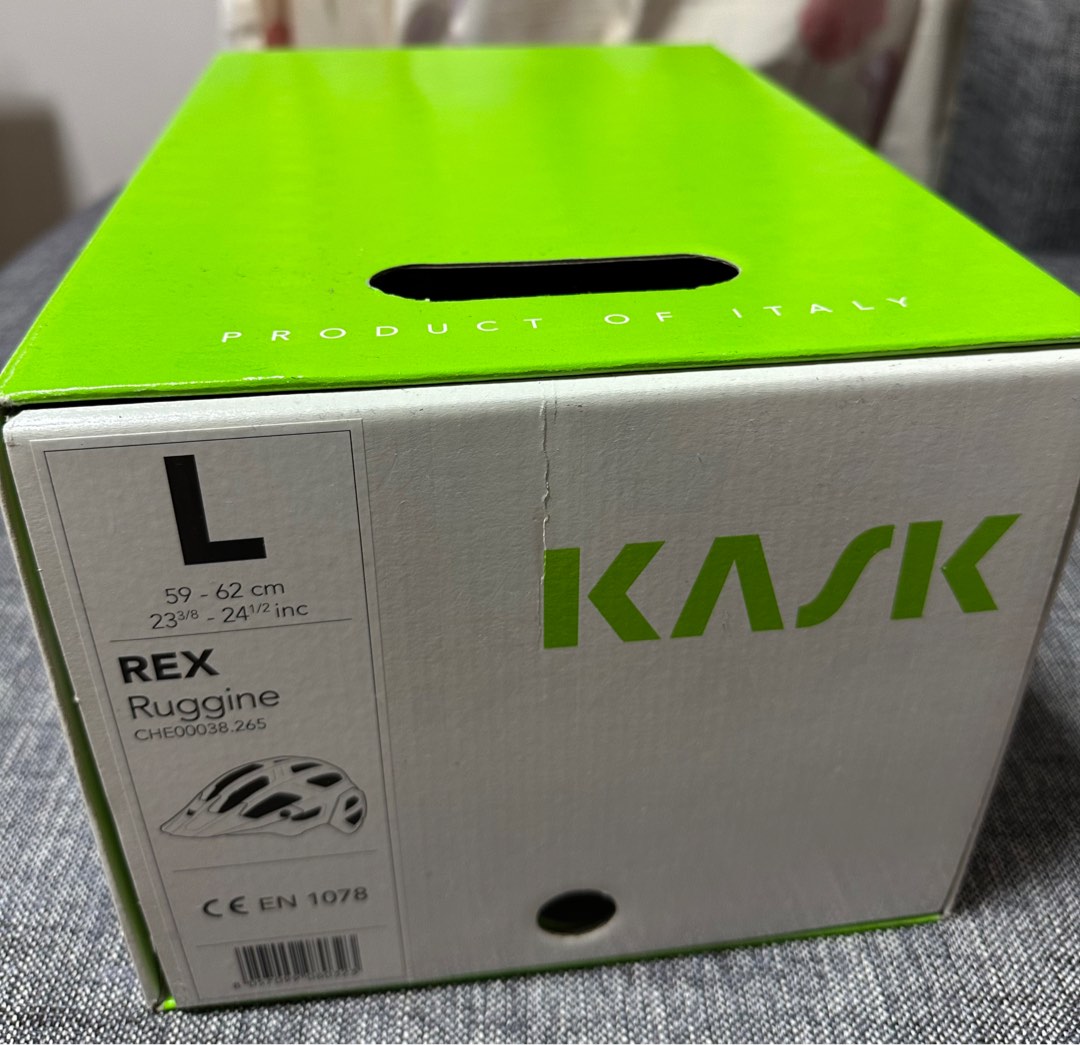 PRODUCT OF ITALY
L
59 - 62 cm
23 3/8 - 24 1/2 inc
REX
Ruggine
CHE00038.265
CE EN 1078
KASK